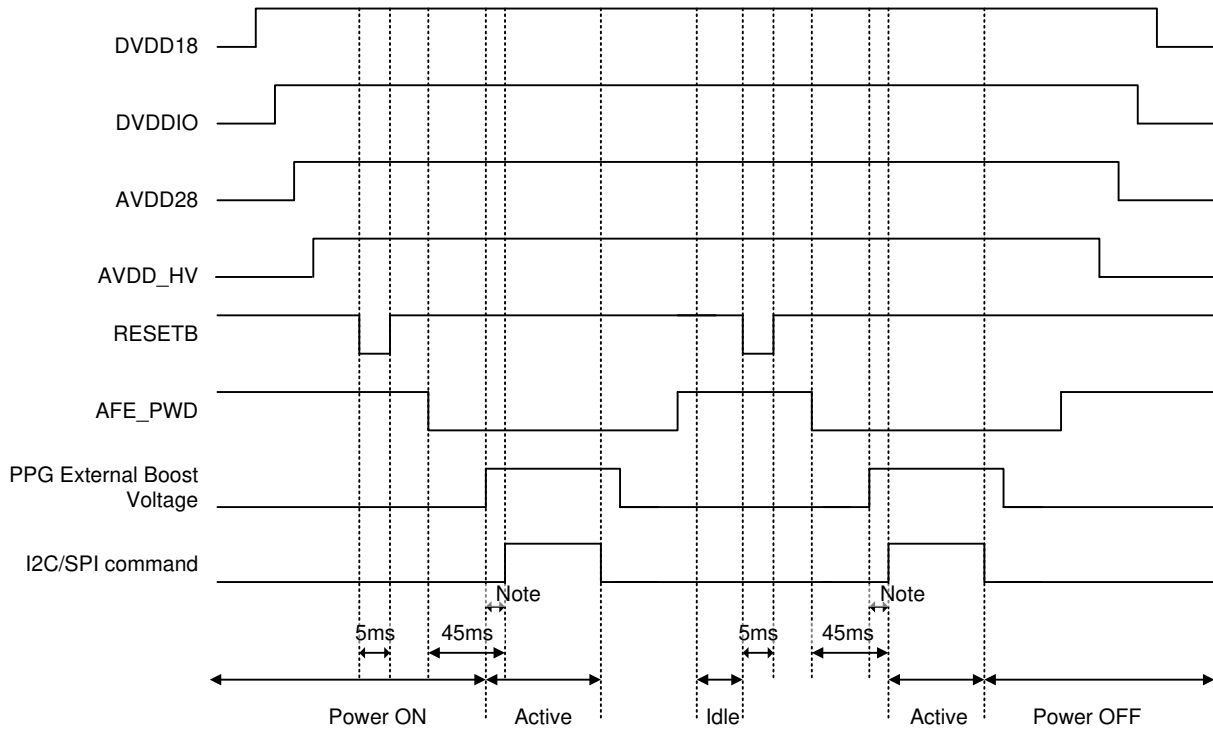 DVDD18
DVDDIO
AVDD28
AVDD_HV
RESETB
AFE_PWD
PPG External Boost
Voltage
I2C/SPI command
Note
Note
5ms
45ms
5ms
45ms
Power ON
Active
Idle
Active
Power OFF